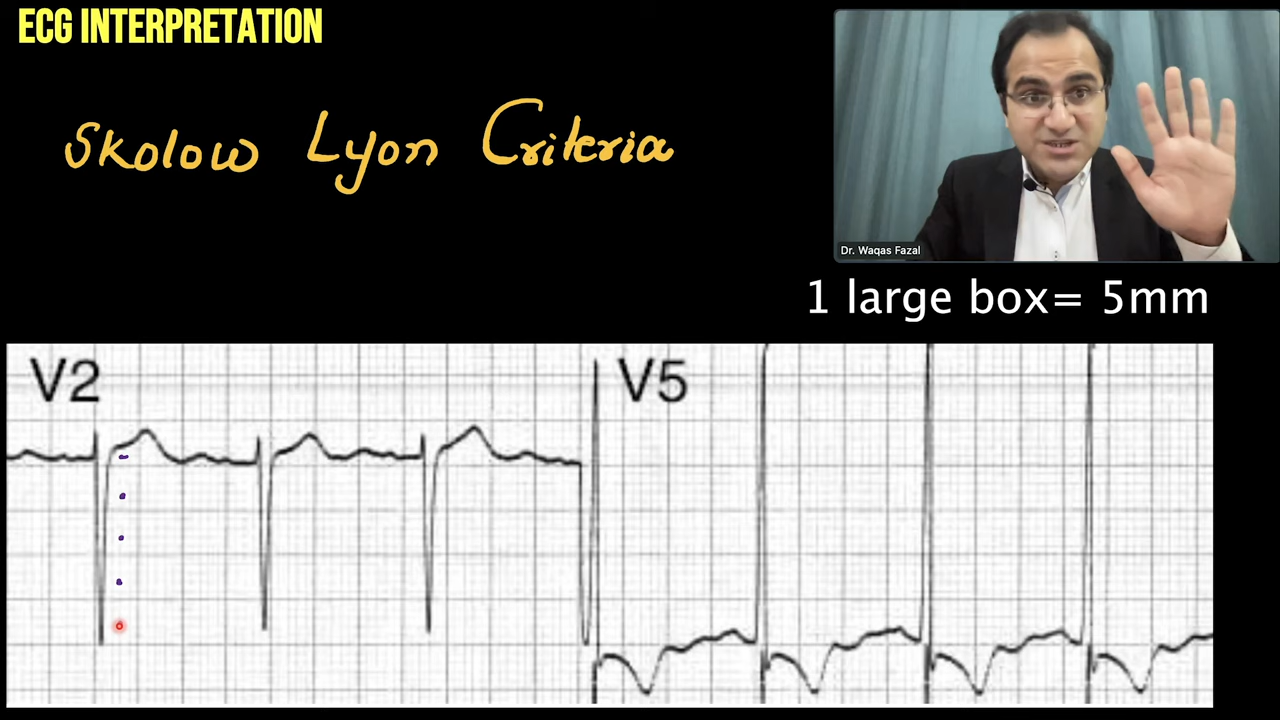 ECG INTERPRETATION
Skolow Lyon Criteria
Dr. Waqas Fazal
1 large box= 5mm
V2
V5